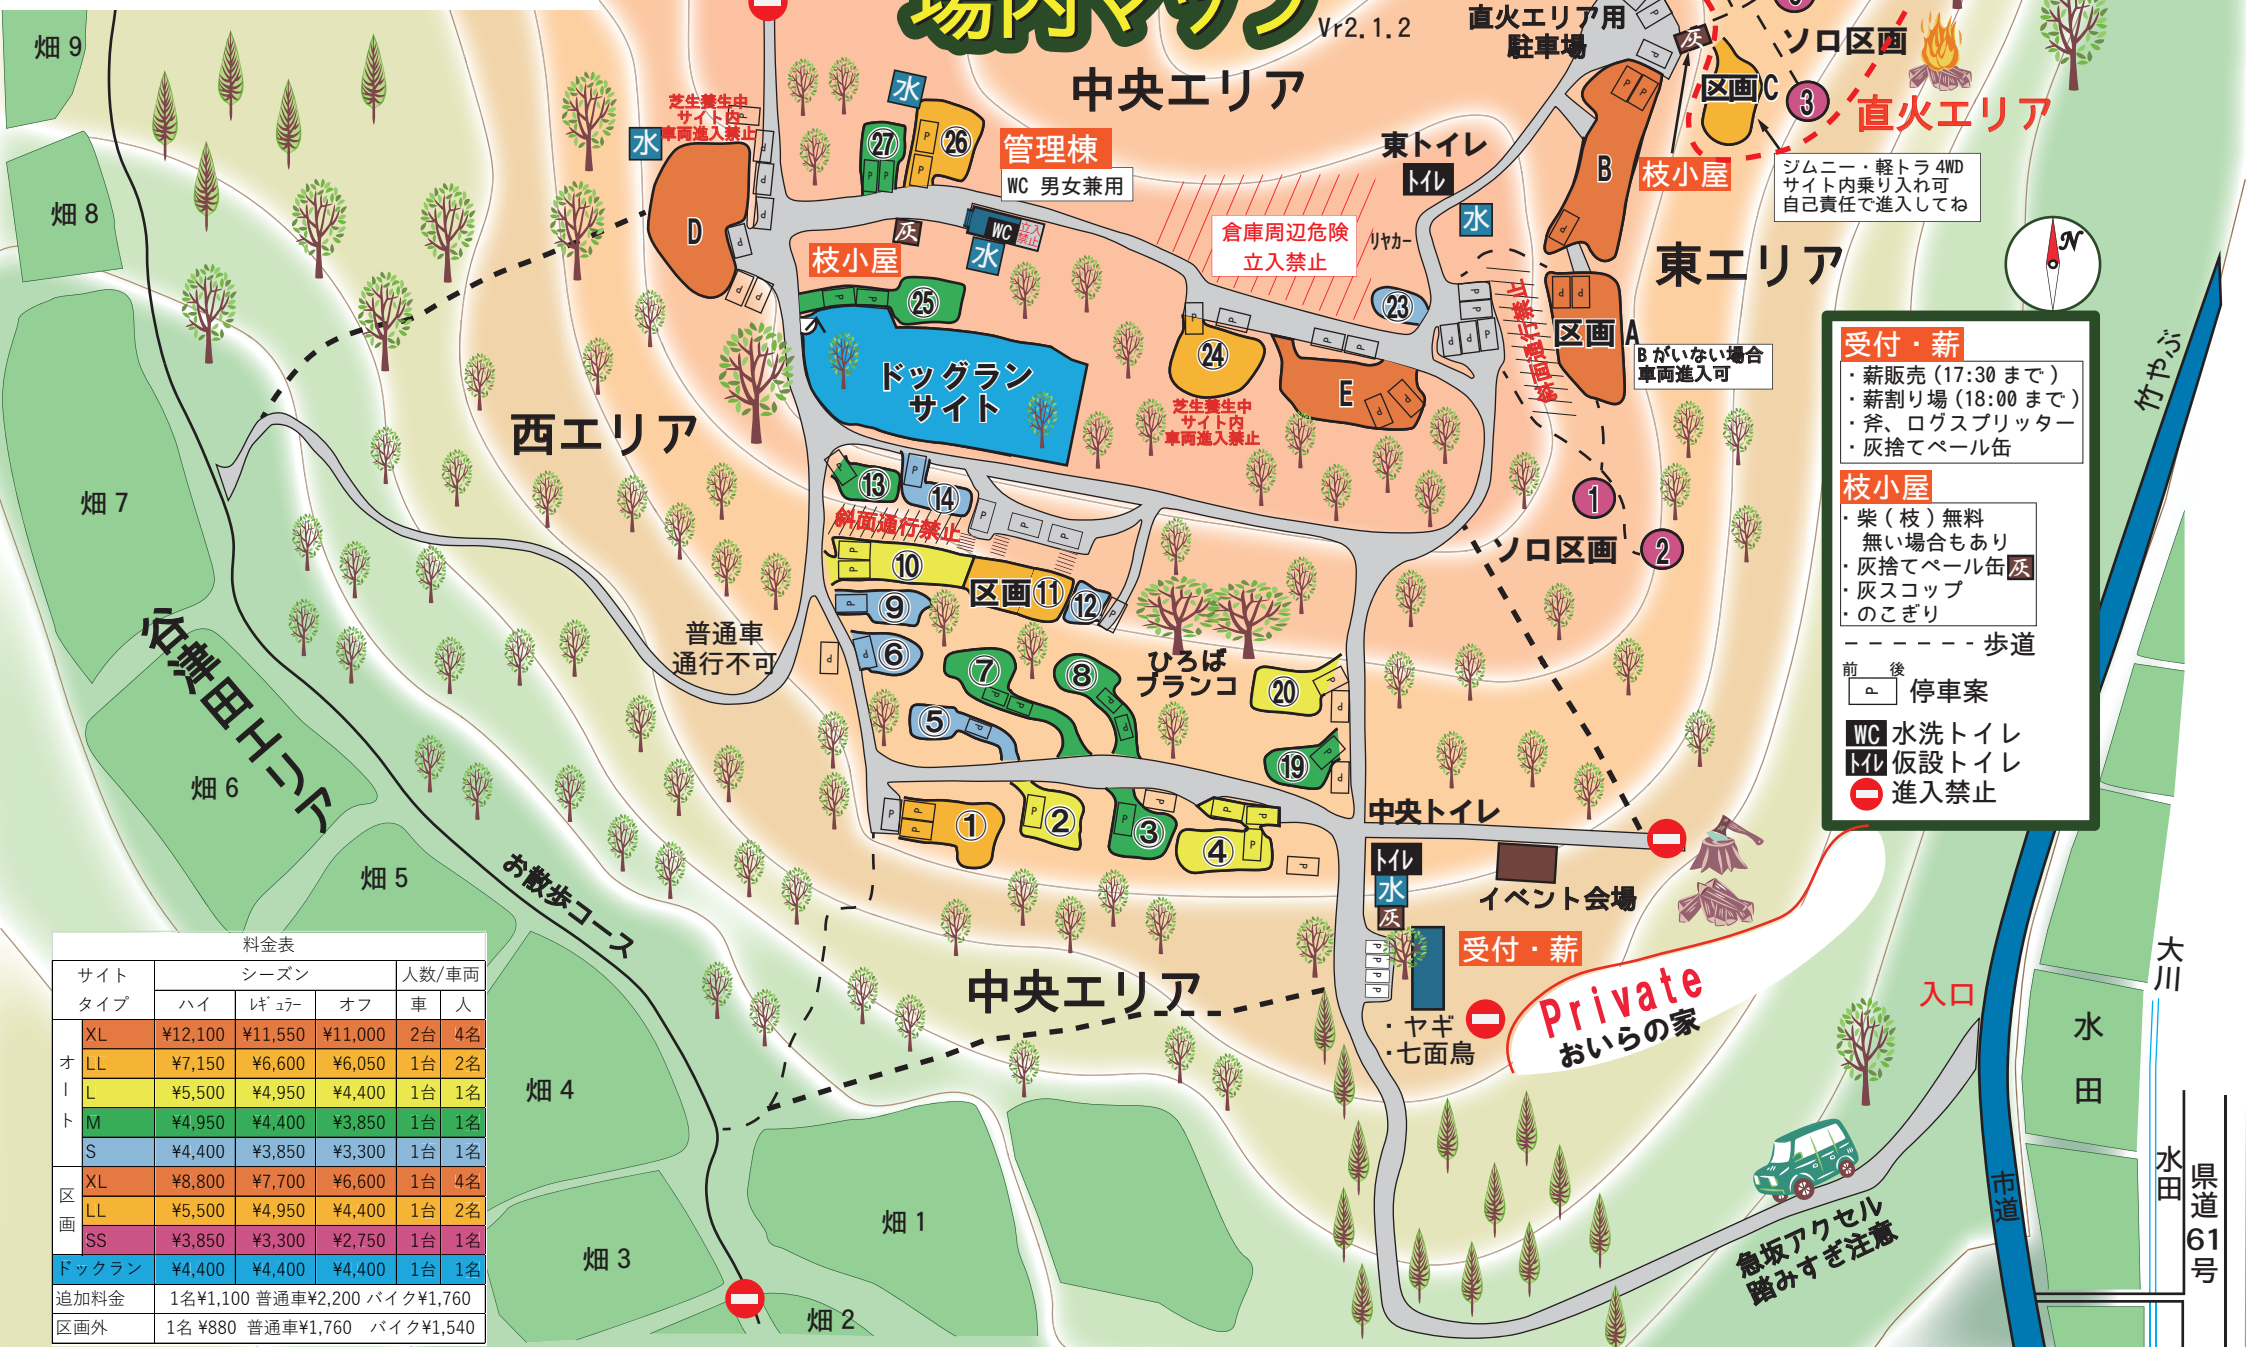 場内マップ
Vr2.1.2
中央エリア
直火エリア用
駐車場
灰
ソロ区画
区画C
3
直火エリア
ジムニー・軽トラ4WD
サイト内乗り入れ可
自己責任で進入してね
枝小屋
B
東エリア
畑9
畑8
畑7
畑6
畑5
畑4
畑3
畑2
畑1
芝生養生中
サイト内
車両進入禁止
水
D
水
27
26
管理棟
WC 男女兼用
灰
WC
立入
禁止
水
枝小屋
25
ドッグラン
サイト
東トイレ
トイレ
水
リヤカー
倉庫周辺危険
立入禁止
23
24
芝生養生中
サイト内
車両進入禁止
E
斜面通行禁止
区画 A
Bがいない場合
車両進入可
1
2
ソロ区画
西エリア
13
14
斜面通行禁止
10
区画⑪
12
9
6
7
8
5
ひろば
ブランコ
20
19
①
②
③
④
普通車
通行不可
谷津田エリア
お散歩コース
中央エリア
中央トイレ
トイレ
水
灰
イベント会場
受付・薪
・ヤギ
・七面鳥
Private
おいらの家
入口
急坂アクセル
踏みすぎ注意
市道
竹やぶ
大川
水田
水田
県道61号
N
受付・薪
・薪販売(17:30まで)
・薪割り場(18:00まで)
・斧、ログスプリッター
・灰捨てペール缶
枝小屋
・柴(枝)無料
無い場合もあり
・灰捨てペール缶 灰
・灰スコップ
・のこぎり
------歩道
前 後
P 停車案
WC 水洗トイレ
トイレ 仮設トイレ
進入禁止
料金表
サイトタイプ シーズン 人数/車両
ハイ ﾚｷﾞｭﾗｰ オフ 車 人
オート
XL ¥12,100 ¥11,550 ¥11,000 2台 4名
LL ¥7,150 ¥6,600 ¥6,050 1台 2名
L ¥5,500 ¥4,950 ¥4,400 1台 1名
M ¥4,950 ¥4,400 ¥3,850 1台 1名
S ¥4,400 ¥3,850 ¥3,300 1台 1名
区画
XL ¥8,800 ¥7,700 ¥6,600 1台 4名
LL ¥5,500 ¥4,950 ¥4,400 1台 2名
SS ¥3,850 ¥3,300 ¥2,750 1台 1名
ドックラン ¥4,400 ¥4,400 ¥4,400 1台 1名
追加料金 1名¥1,100 普通車¥2,200 バイク¥1,760
区画外 1名 ¥880 普通車¥1,760 バイク¥1,540